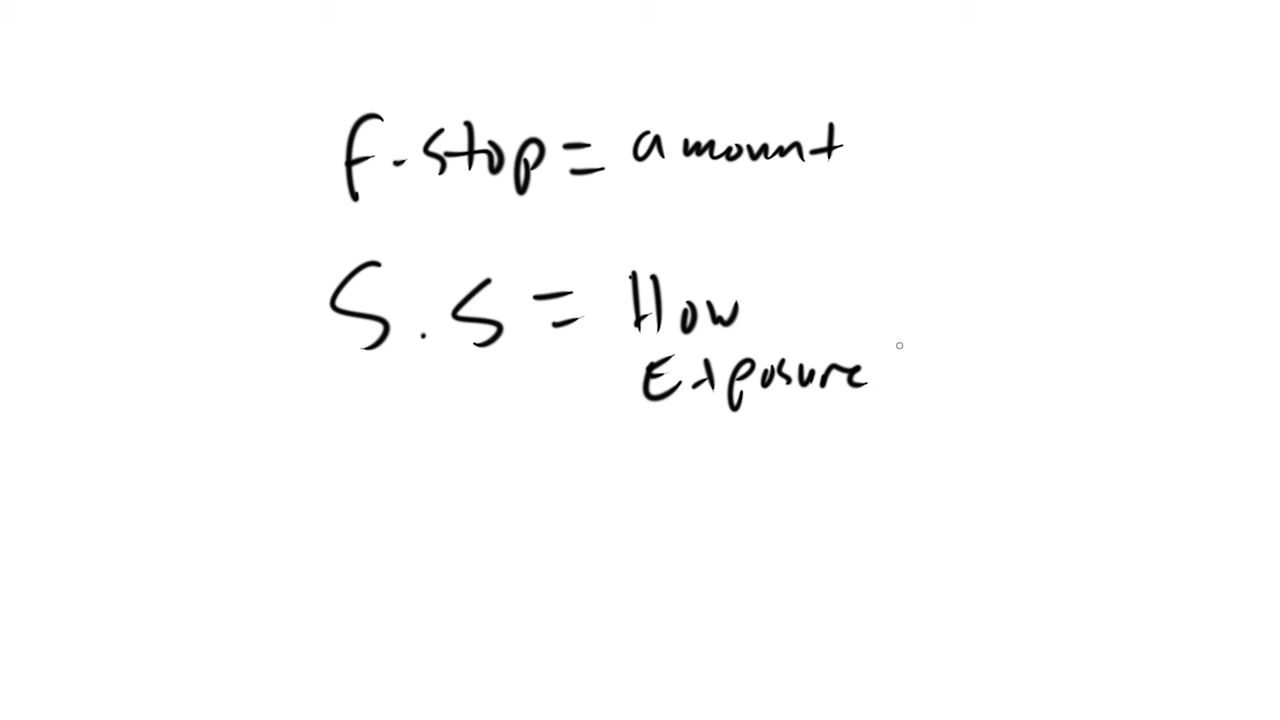 F-stop = amount
S.S = How
Exposure